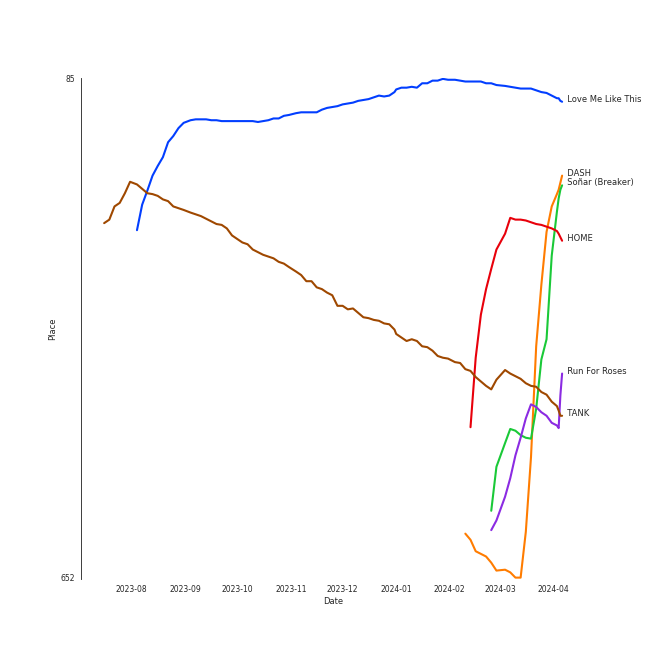 85
Love Me Like This
DASH
Soñar (Breaker)
HOME
Place
Run For Roses
TANK
652
2023-08 2023-09 2023-10 2023-11 2023-12 2024-01 2024-02 2024-03 2024-04
Date